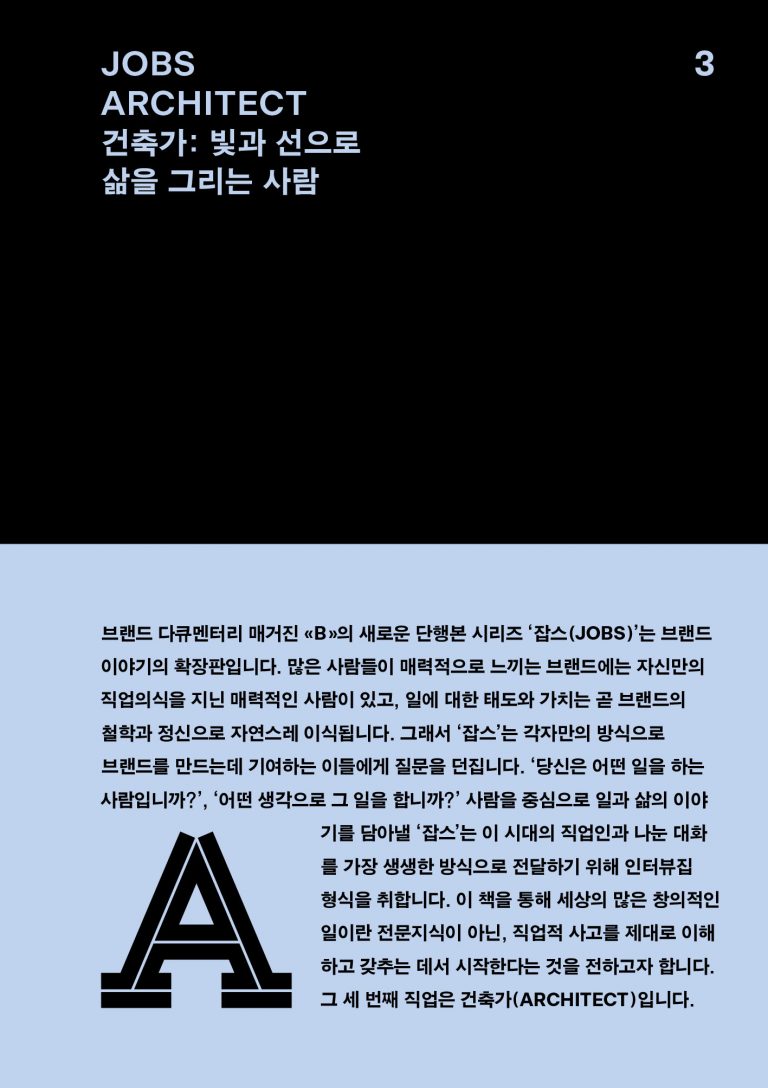 JOBS
3
ARCHITECT
건축가: 빛과 선으로
삶을 그리는 사람
브랜드 다큐멘터리 매거진 «B»의 새로운 단행본 시리즈 ‘잡스(JOBS)’는 브랜드
이야기의 확장판입니다. 많은 사람들이 매력적으로 느끼는 브랜드에는 자신만의
직업의식을 지닌 매력적인 사람이 있고, 일에 대한 태도와 가치는 곧 브랜드의
철학과 정신으로 자연스레 이식됩니다. 그래서 ‘잡스’는 각자만의 방식으로
브랜드를 만드는데 기여하는 이들에게 질문을 던집니다. ‘당신은 어떤 일을 하는
사람입니까?’, ‘어떤 생각으로 그 일을 합니까?’ 사람을 중심으로 일과 삶의 이야
기를 담아낼 ‘잡스’는 이 시대의 직업인과 나눈 대화
를 가장 생생한 방식으로 전달하기 위해 인터뷰집
형식을 취합니다. 이 책을 통해 세상의 많은 창의적인
일이란 전문지식이 아닌, 직업적 사고를 제대로 이해
하고 갖추는 데서 시작한다는 것을 전하고자 합니다.
그 세 번째 직업은 건축가(ARCHITECT)입니다.
A